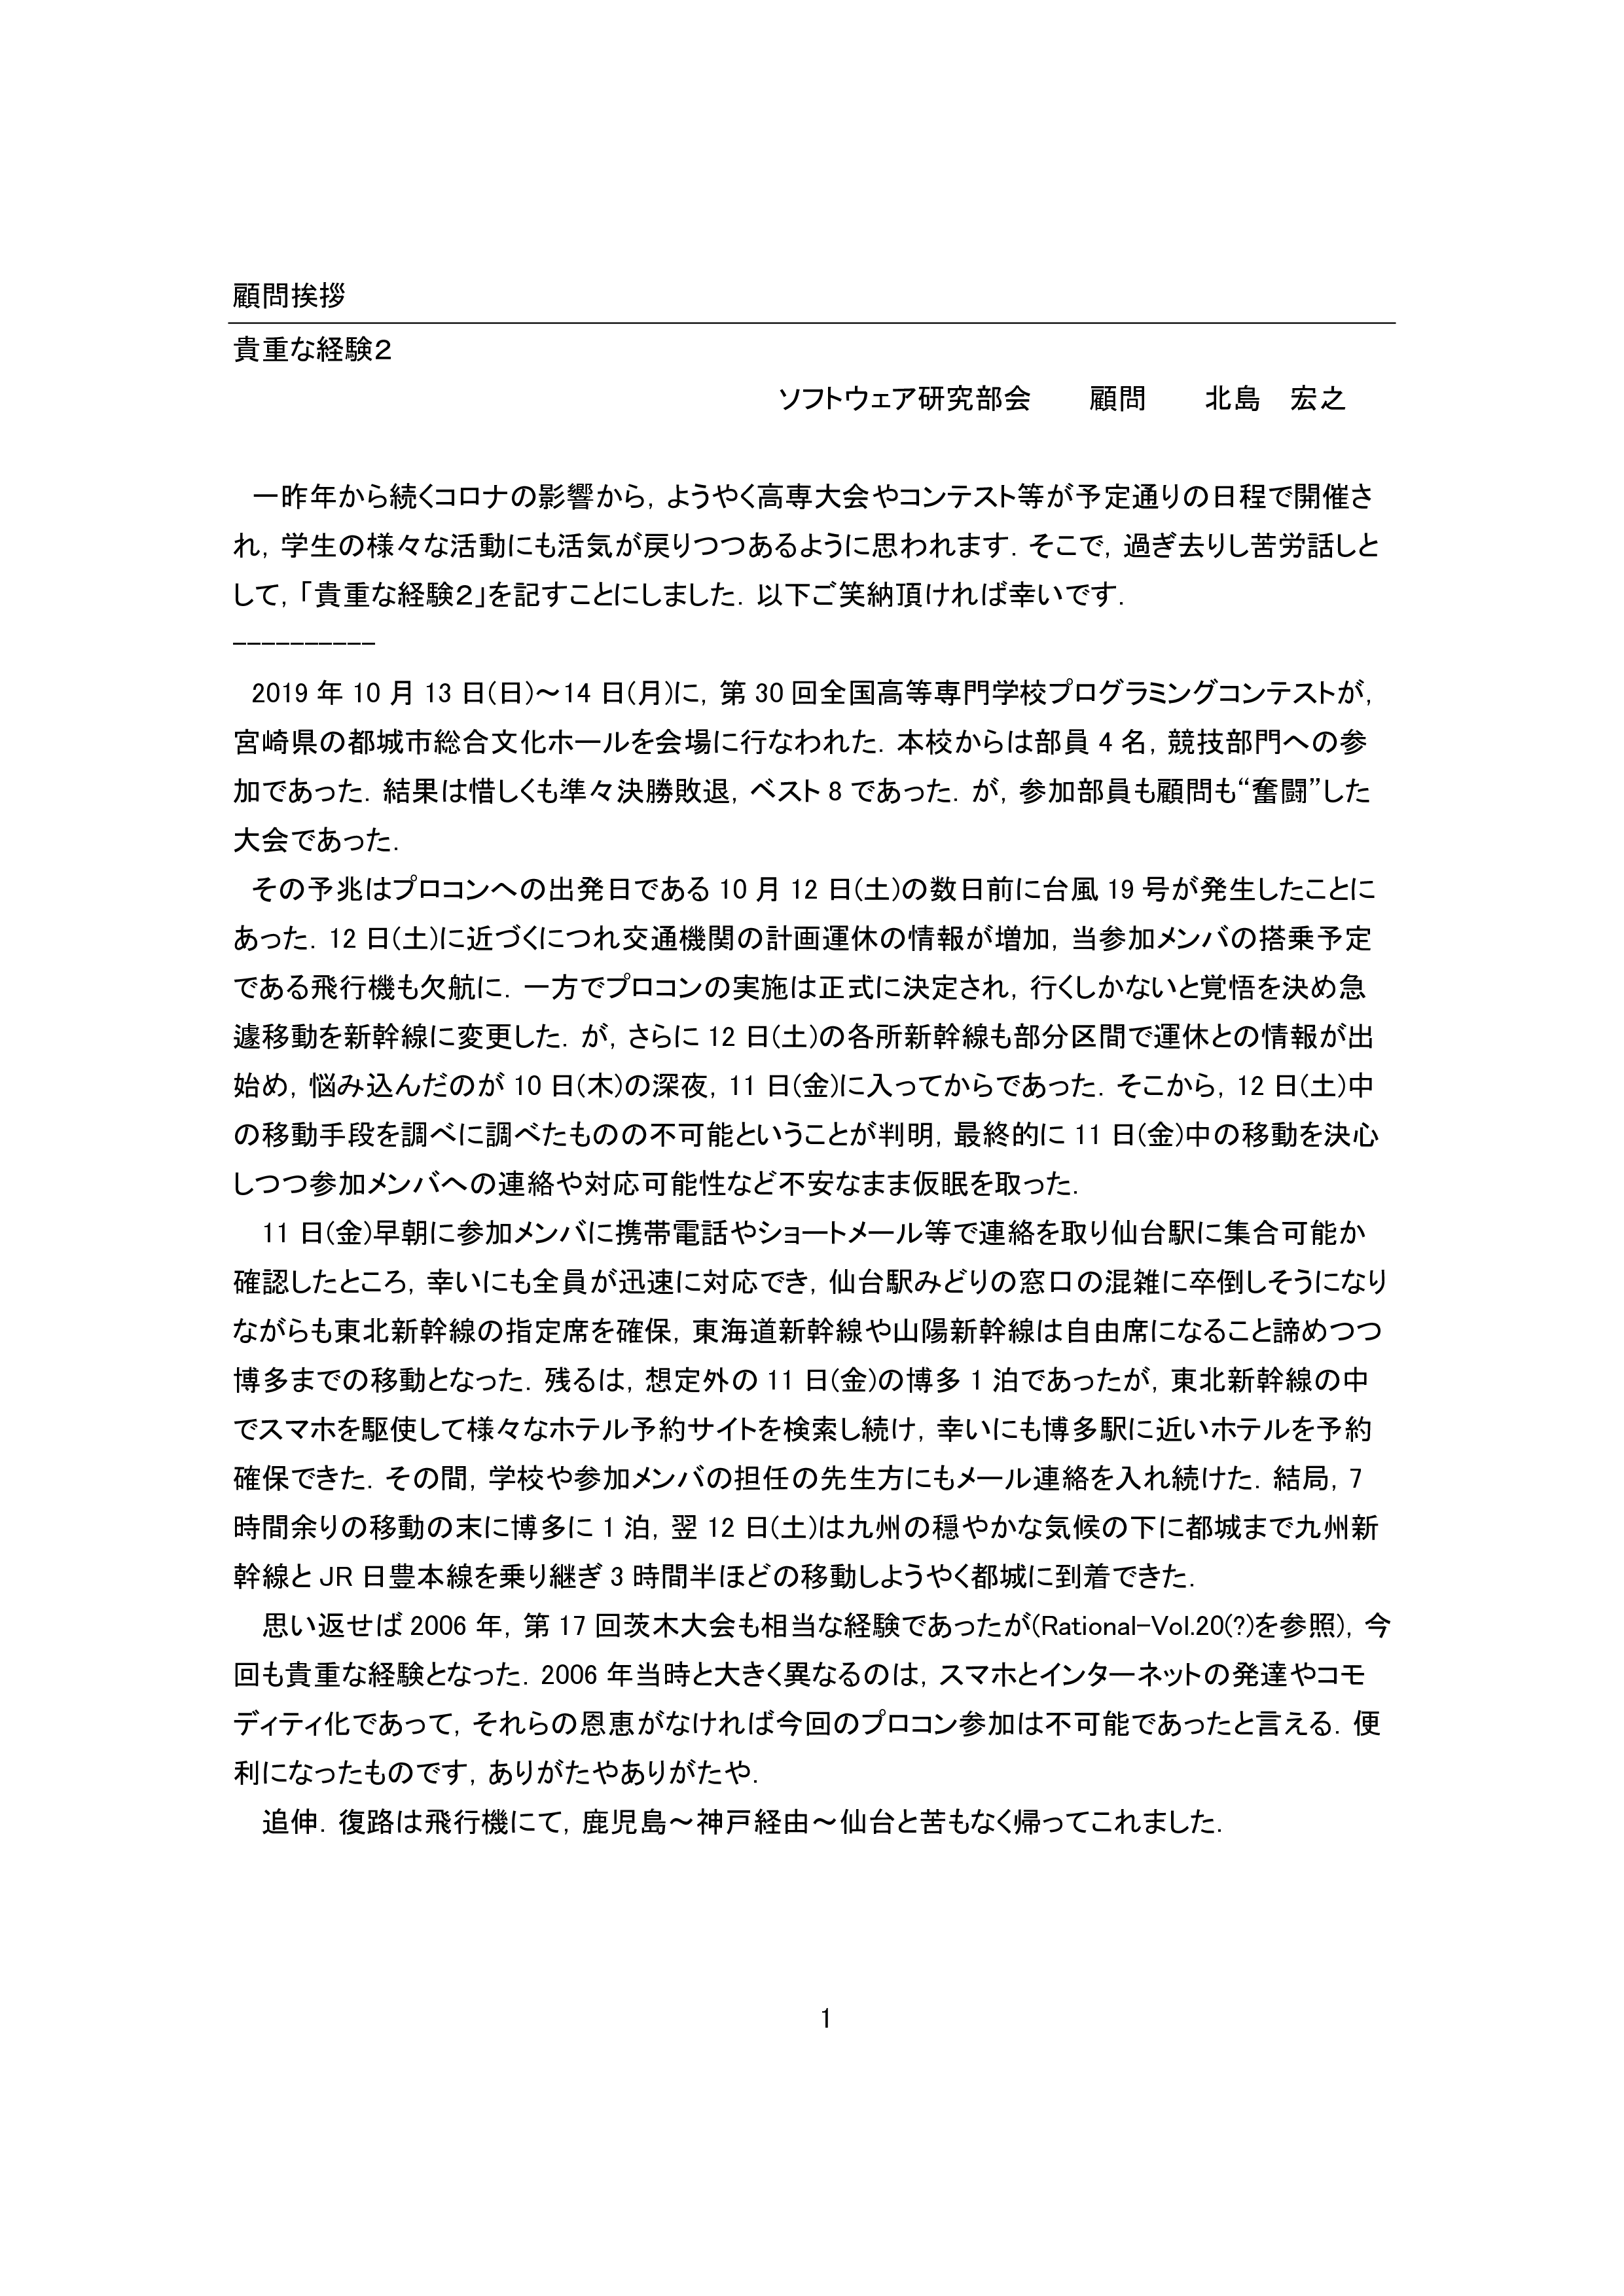 顧問挨拶
貴重な経験２
ソフトウェア研究部会　　顧問　　北島　宏之
一昨年から続くコロナの影響から，ようやく高専大会やコンテスト等が予定通りの日程で開催さ
れ，学生の様々な活動にも活気が戻りつつあるように思われます．そこで，過ぎ去りし苦労話しと
して，「貴重な経験２」を記すことにしました．以下ご笑納頂ければ幸いです．
----------
2019 年 10 月 13 日(日)～14 日(月)に，第 30 回全国高等専門学校プログラミングコンテストが，
宮崎県の都城市総合文化ホールを会場に行なわれた．本校からは部員 4 名，競技部門への参
加であった．結果は惜しくも準々決勝敗退，ベスト 8 であった．が，参加部員も顧問も“奮闘”した
大会であった．
その予兆はプロコンへの出発日である 10 月 12 日(土)の数日前に台風 19 号が発生したことに
あった．12 日(土)に近づくにつれ交通機関の計画運休の情報が増加，当参加メンバの搭乗予定
である飛行機も欠航に．一方でプロコンの実施は正式に決定され，行くしかないと覚悟を決め急
遽移動を新幹線に変更した．が，さらに 12 日(土)の各所新幹線も部分区間で運休との情報が出
始め，悩み込んだのが 10 日(木)の深夜，11 日(金)に入ってからであった．そこから，12 日(土)中
の移動手段を調べに調べたものの不可能ということが判明，最終的に 11 日(金)中の移動を決心
しつつ参加メンバへの連絡や対応可能性など不安なまま仮眠を取った．
11 日(金)早朝に参加メンバに携帯電話やショートメール等で連絡を取り仙台駅に集合可能か
確認したところ，幸いにも全員が迅速に対応でき，仙台駅みどりの窓口の混雑に卒倒しそうになり
ながらも東北新幹線の指定席を確保，東海道新幹線や山陽新幹線は自由席になること諦めつつ
博多までの移動となった．残るは，想定外の 11 日(金)の博多 1 泊であったが，東北新幹線の中
でスマホを駆使して様々なホテル予約サイトを検索し続け，幸いにも博多駅に近いホテルを予約
確保できた．その間，学校や参加メンバの担任の先生方にもメール連絡を入れ続けた．結局，7
時間余りの移動の末に博多に 1 泊，翌 12 日(土)は九州の穏やかな気候の下に都城まで九州新
幹線と JR 日豊本線を乗り継ぎ 3 時間半ほどの移動しようやく都城に到着できた．
思い返せば 2006 年，第 17 回茨木大会も相当な経験であったが(Rational-Vol.20(?)を参照)，今
回も貴重な経験となった．2006 年当時と大きく異なるのは，スマホとインターネットの発達やコモ
ディティ化であって，それらの恩恵がなければ今回のプロコン参加は不可能であったと言える．便
利になったものです，ありがたやありがたや．
追伸．復路は飛行機にて，鹿児島～神戸経由～仙台と苦もなく帰ってこれました．
1